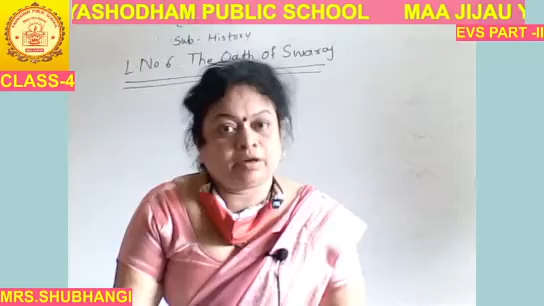 YASHODHAM PUBLIC SCHOOL MAA JIJAU
EVS PART -II
CLASS-4
Sub- History
L No 6 The Oath of Swaraj
MRS.SHUBHANGI